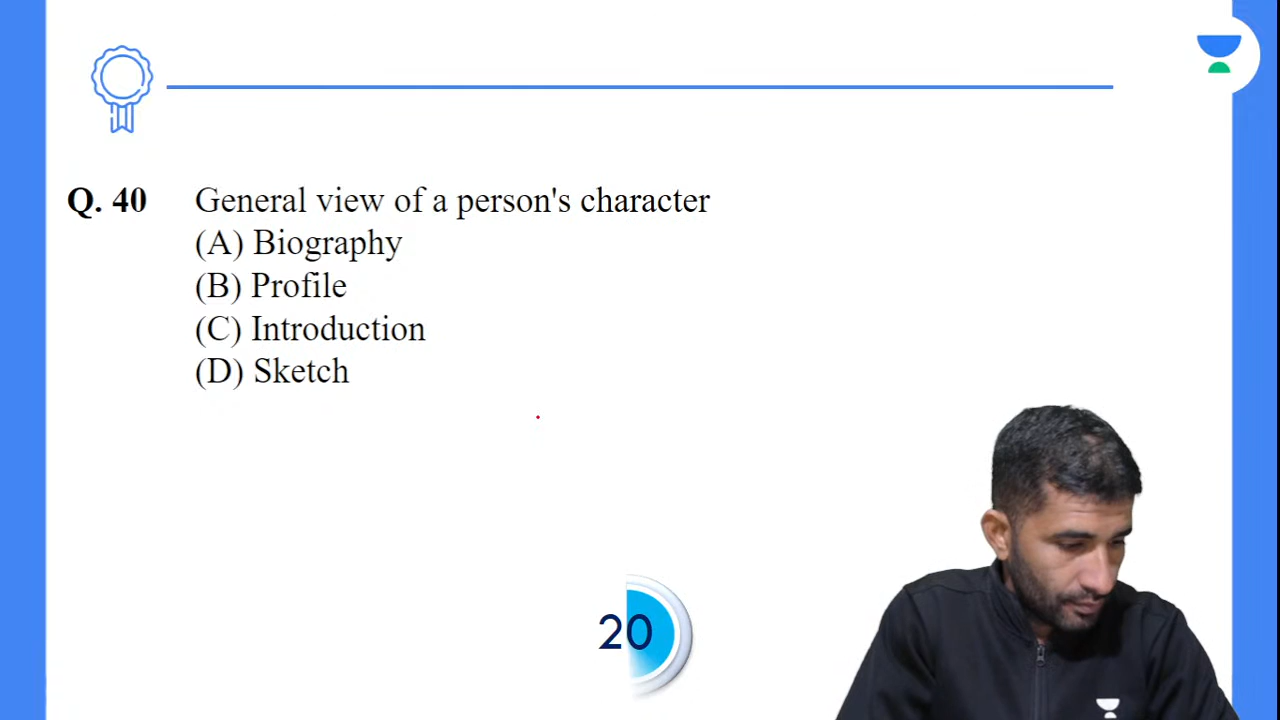 Q. 40 General view of a person's character
(A) Biography
(B) Profile
(C) Introduction
(D) Sketch
20